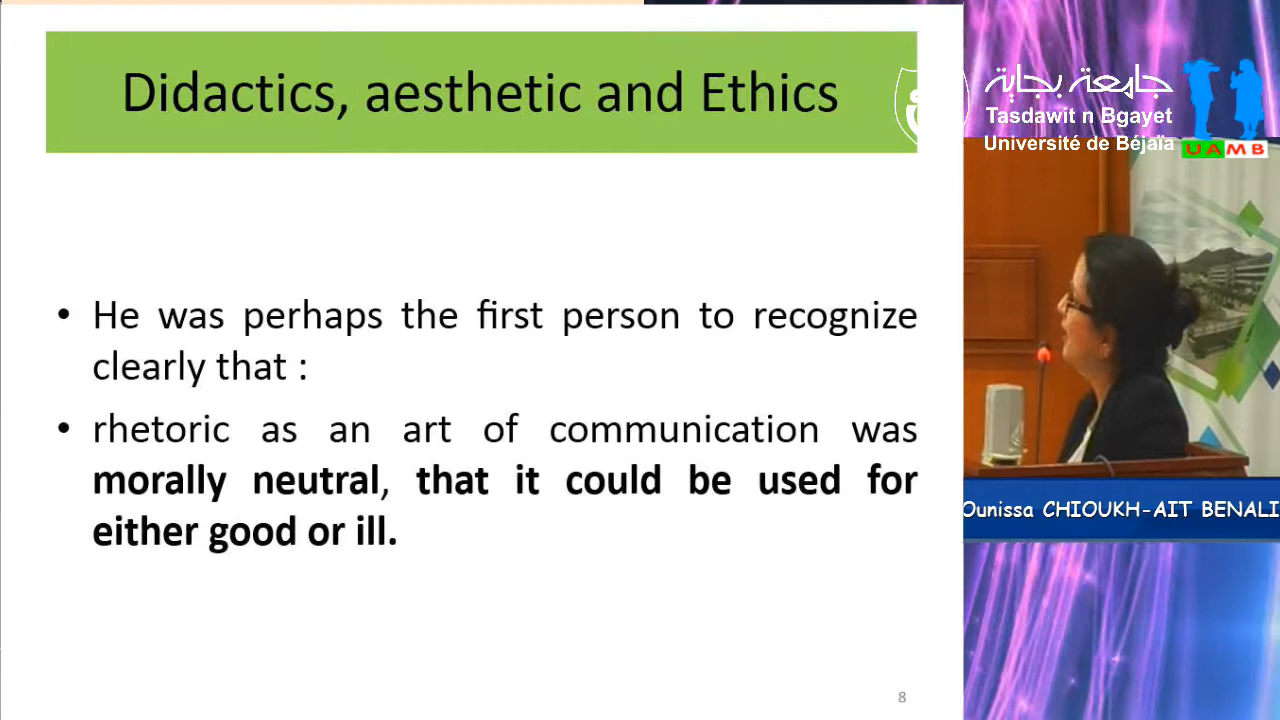 Didactics, aesthetic and Ethics
جامعة بجاية
Tasdawit n Bgayet
Université de Béjaïa
UAMB
• He was perhaps the first person to recognize
clearly that :
• rhetoric as an art of communication was
morally neutral, that it could be used for
either good or ill.
Ounissa CHIOUKH-AIT BENALI
8